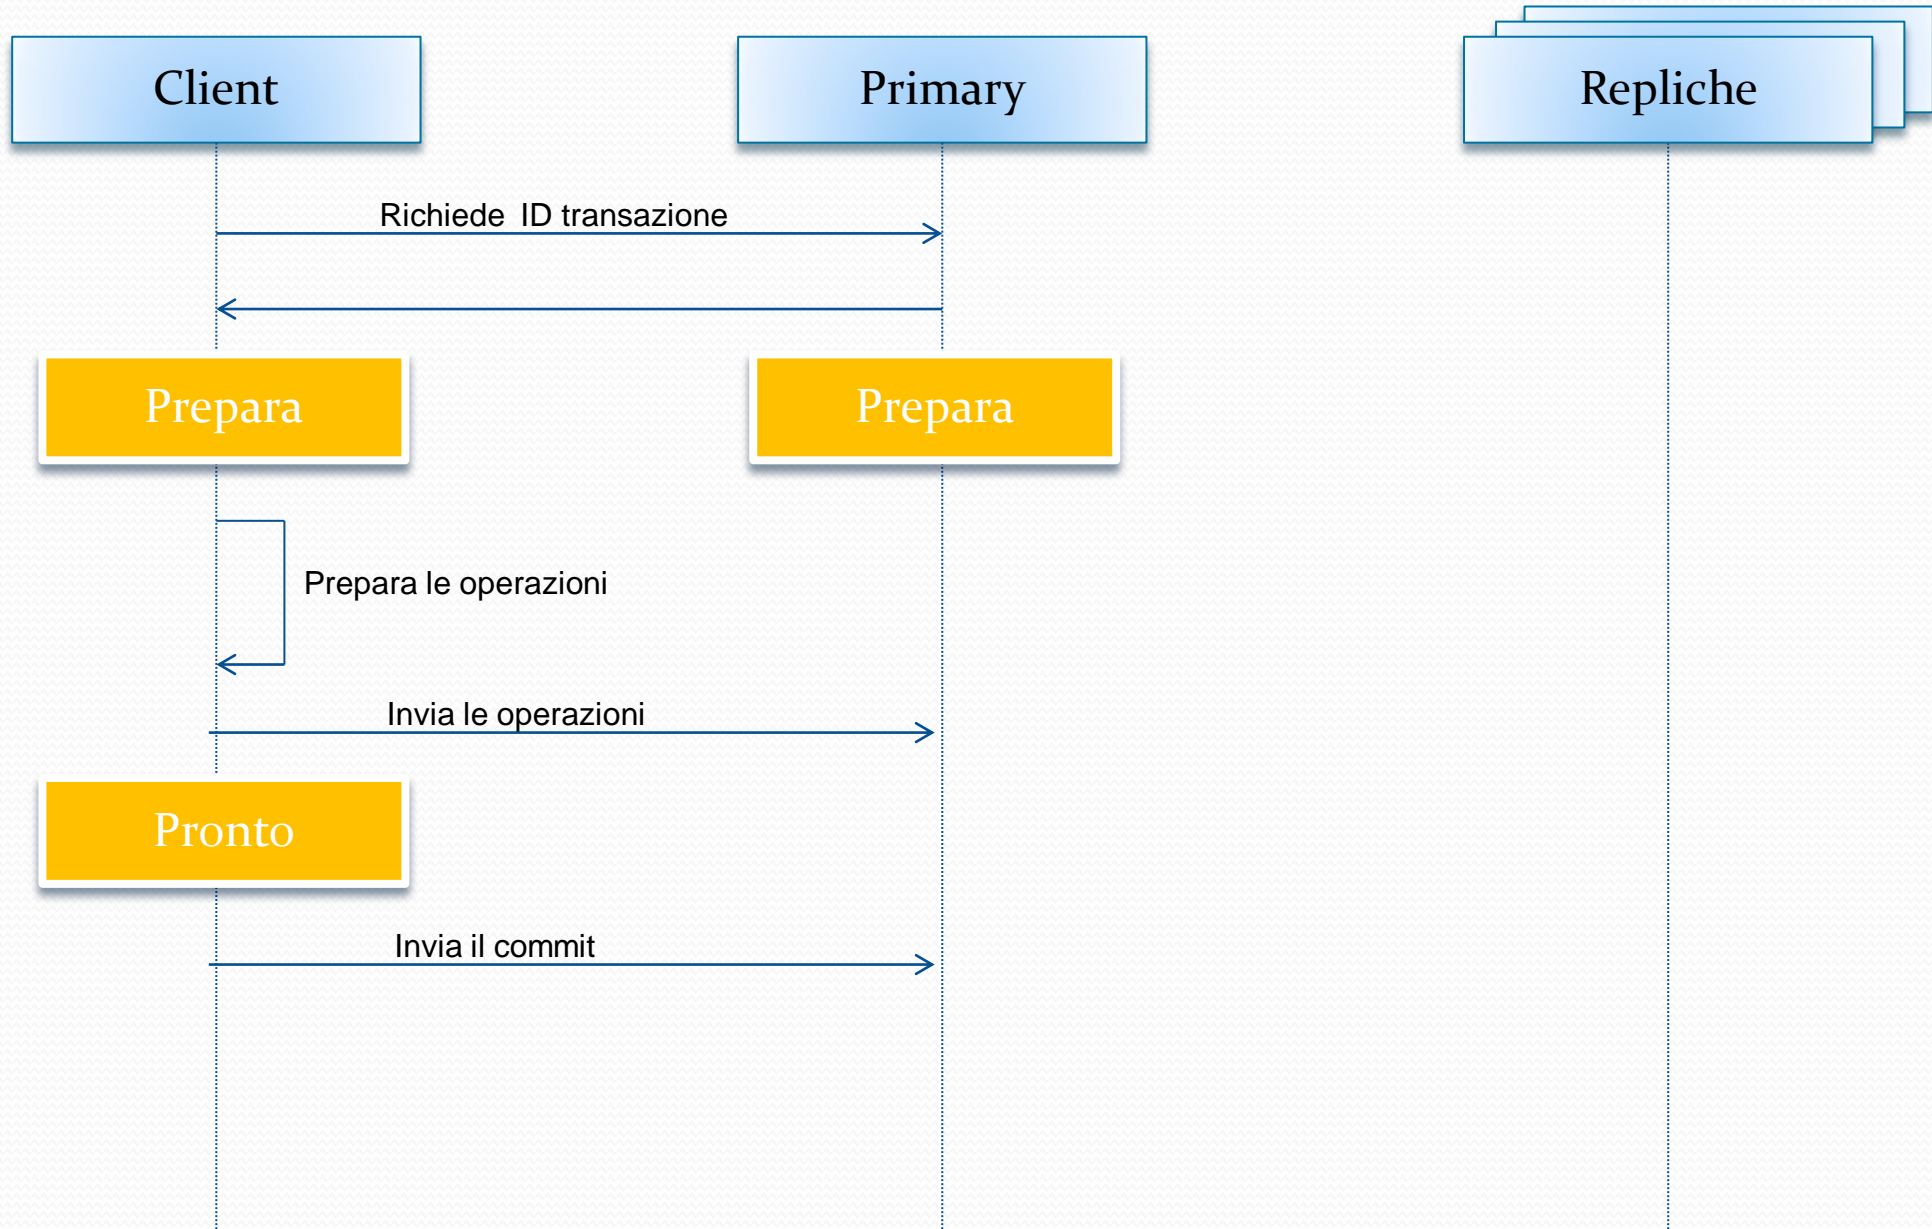 Client
Primary
Repliche
Richiede ID transazione
Prepara
Prepara
Prepara le operazioni
Invia le operazioni
Pronto
Invia il commit